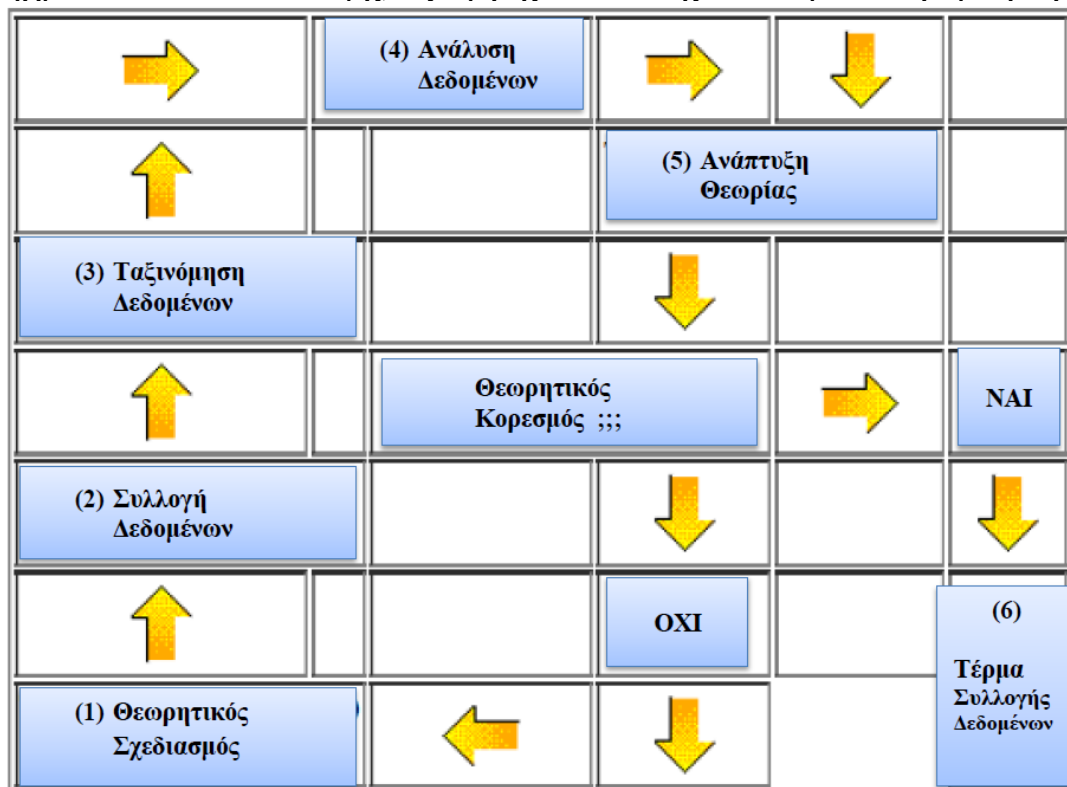 (4) Ανάλυση
Δεδομένων
(5) Ανάπτυξη
Θεωρίας
(3) Ταξινόμηση
Δεδομένων
Θεωρητικός
Κορεσμός ;;;
ΝΑΙ
(2) Συλλογή
Δεδομένων
ΟΧΙ
(6)
Τέρμα
Συλλογής
Δεδομένων
(1) Θεωρητικός
Σχεδιασμός